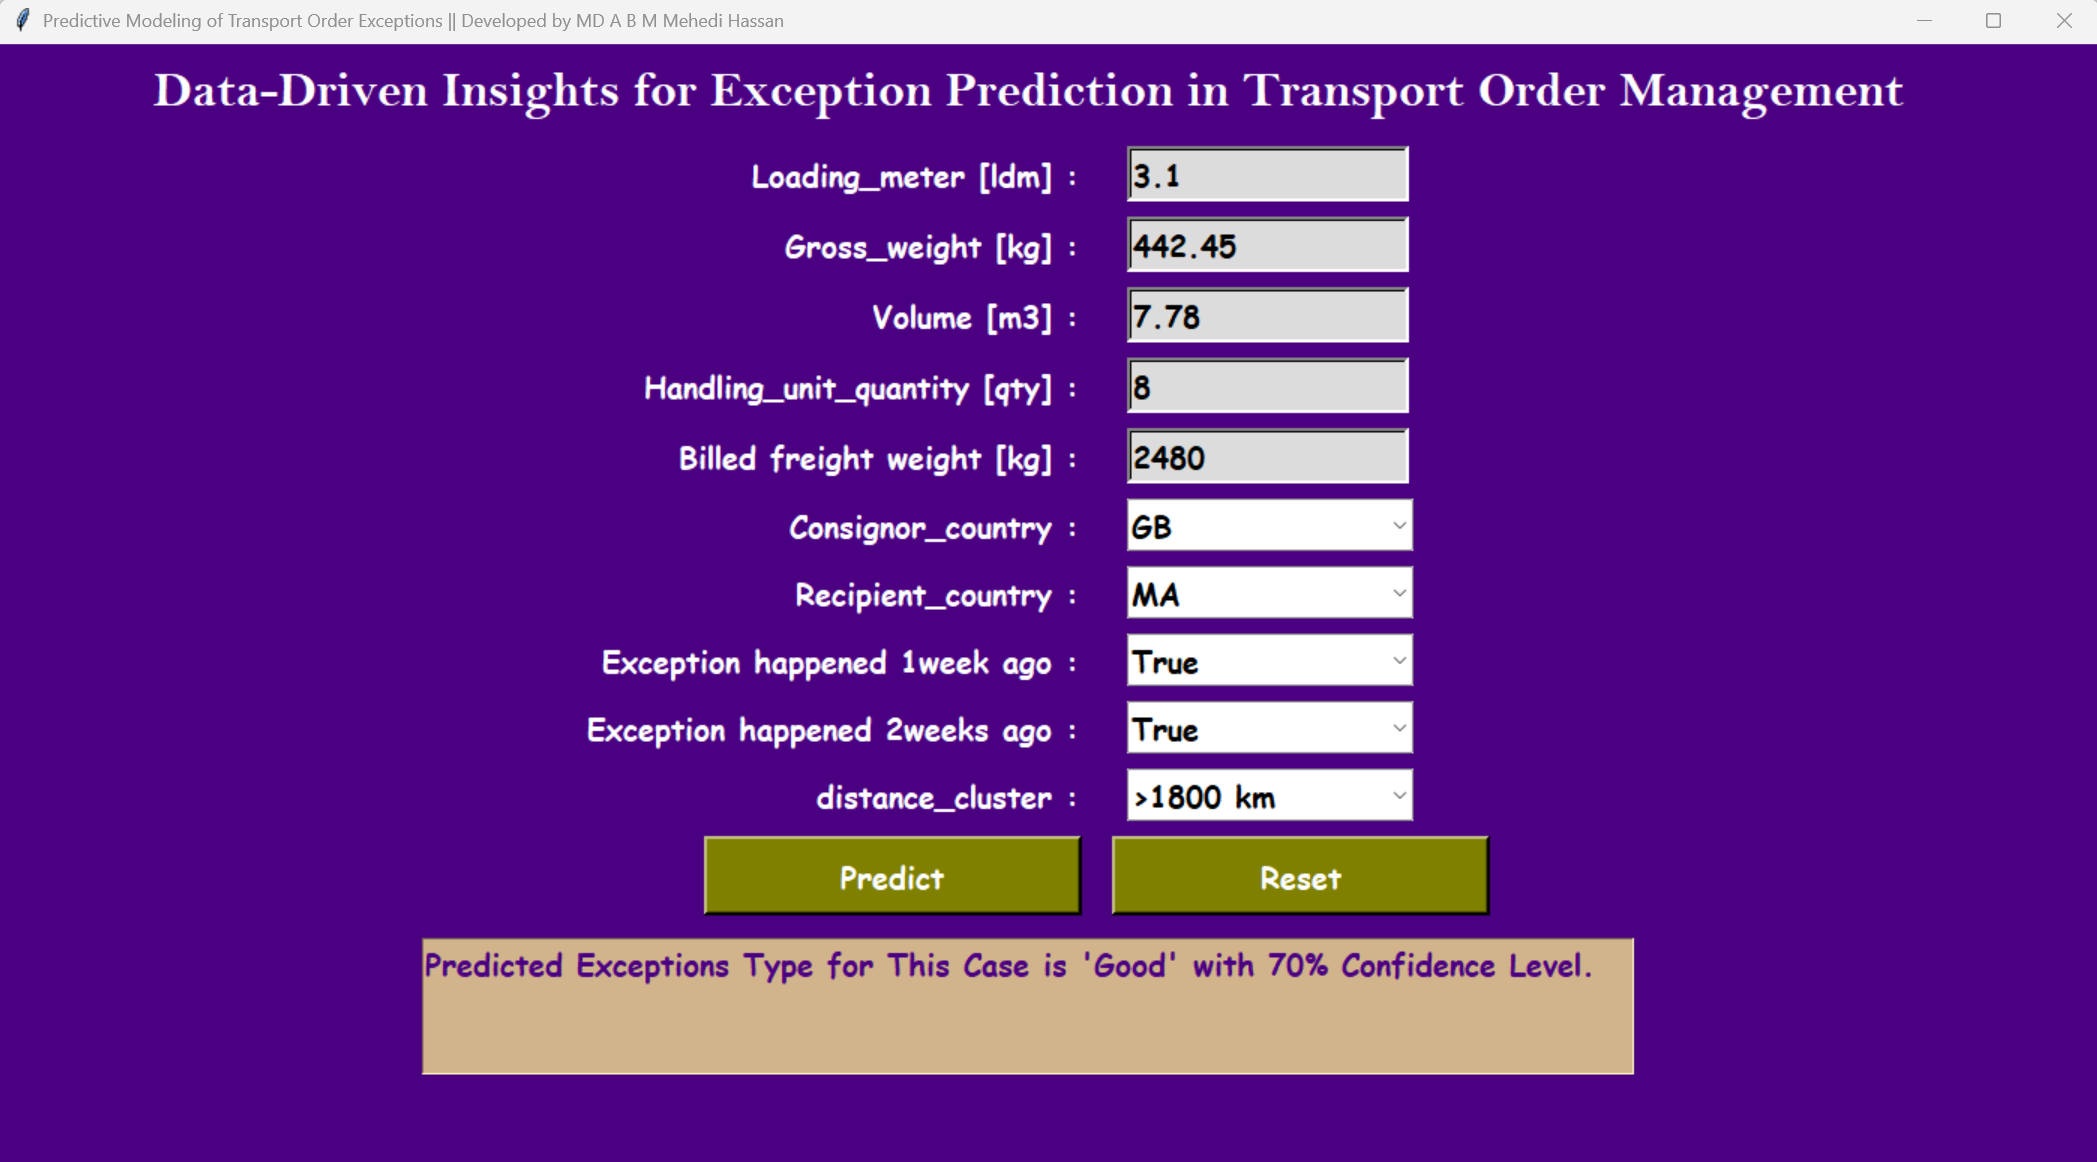 Predictive Modeling of Transport Order Exceptions || Developed by MD A B M Mehedi Hassan
Data-Driven Insights for Exception Prediction in Transport Order Management
Loading_meter [ldm] : 3.1
Gross_weight [kg] : 442.45
Volume [m3] : 7.78
Handling_unit_quantity [qty] : 8
Billed freight weight [kg] : 2480
Consignor_country : GB
Recipient_country : MA
Exception happened 1week ago : True
Exception happened 2weeks ago : True
distance_cluster : >1800 km
Predict Reset
Predicted Exceptions Type for This Case is 'Good' with 70% Confidence Level.